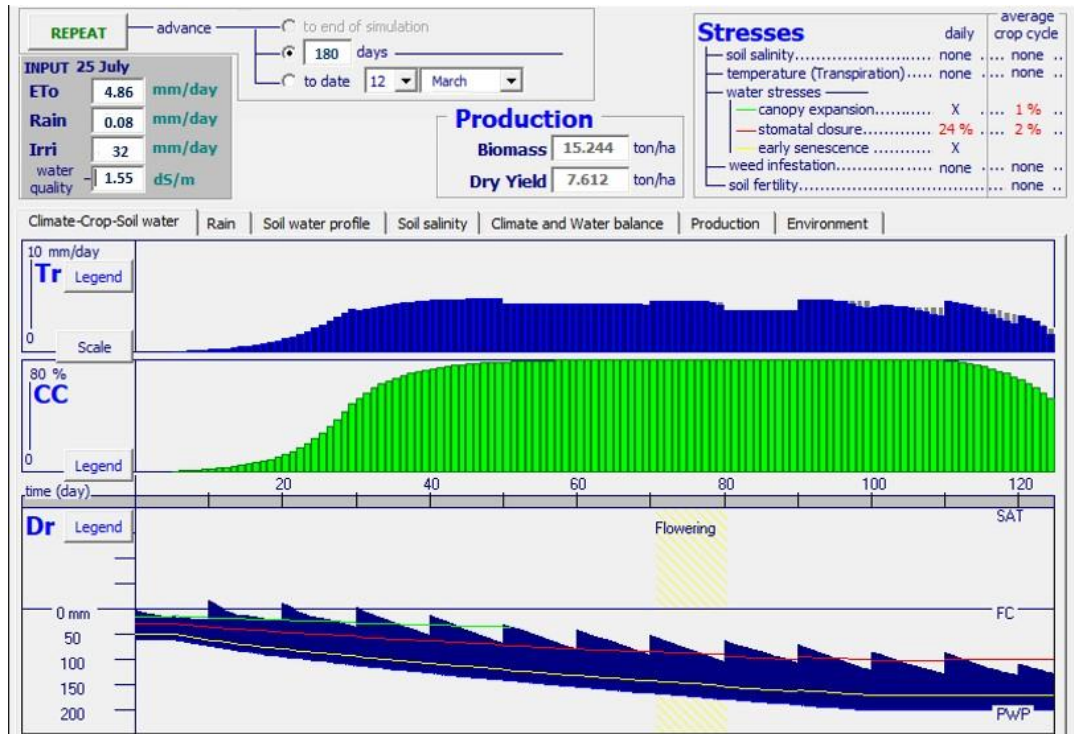 REPEAT
advance
to end of simulation
180 days
to date 12 March
INPUT 25 July
ETo 4.86 mm/day
Rain 0.08 mm/day
Irri 32 mm/day
water quality 1.55 dS/m
Production
Biomass 15.244 ton/ha
Dry Yield 7.612 ton/ha
Stresses daily average crop cycle
soil salinity none .... none ..
temperature (Transpiration)..... none .... none ..
water stresses
canopy expansion........... X .... 1 % ..
stomatal closure............. 24 % .... 2 % ..
early senescence ........... X
weed infestation................... none .... none ..
soil fertility............................................ none ..
Climate-Crop-Soil water Rain Soil water profile Soil salinity Climate and Water balance Production Environment
10 mm/day
Tr Legend
0
Scale
80 %
CC
0
Legend
time (day) 20 40 60 80 100 120
Dr Legend
Flowering
SAT
0 mm
FC
50
100
150
200
PWP